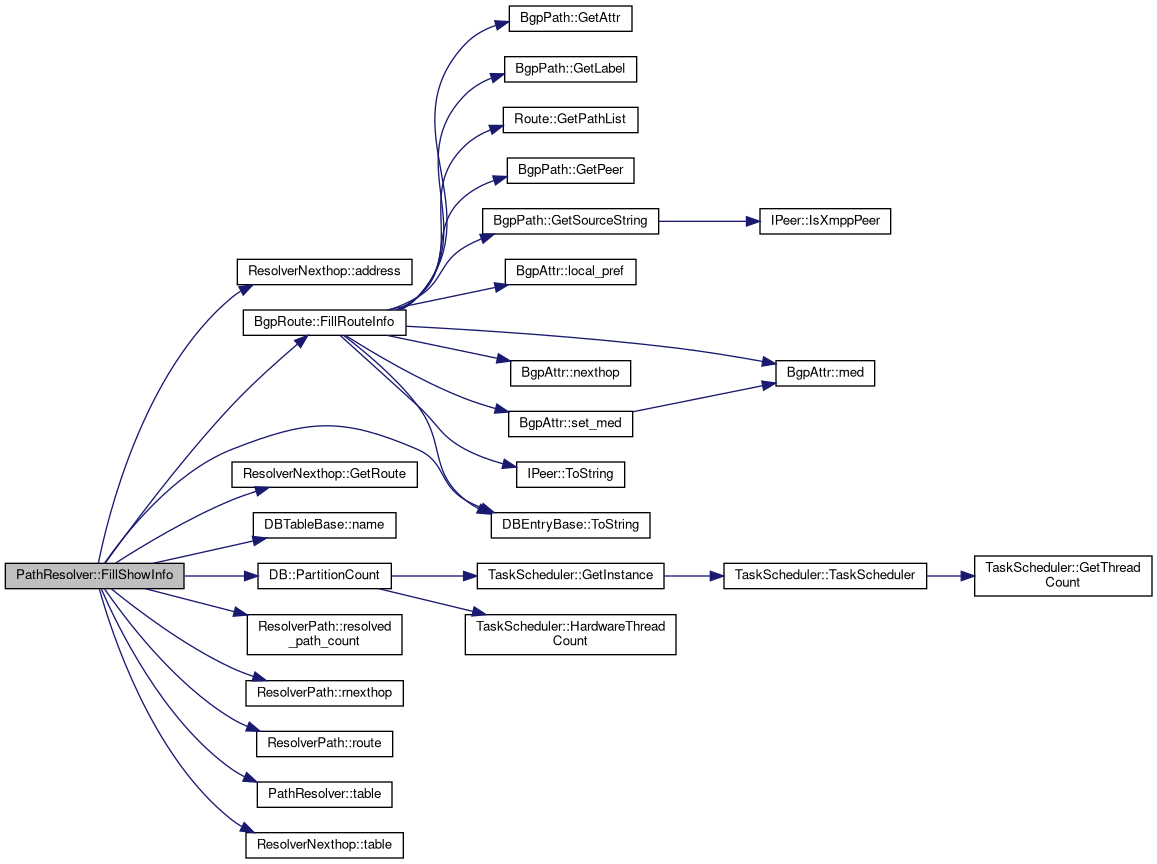 BgpPath::GetAttr
BgpPath::GetLabel
Route::GetPathList
BgpPath::GetPeer
BgpPath::GetSourceString
IPeer::IsXmppPeer
ResolverNexthop::address
BgpAttr::local_pref
BgpRoute::FillRouteInfo
BgpAttr::nexthop
BgpAttr::med
BgpAttr::set_med
ResolverNexthop::GetRoute
IPeer::ToString
DBTableBase::name
DBEntryBase::ToString
PathResolver::FillShowInfo
DB::PartitionCount
TaskScheduler::GetInstance
TaskScheduler::TaskScheduler
TaskScheduler::GetThread
Count
ResolverPath::resolved
_path_count
TaskScheduler::HardwareThread
Count
ResolverPath::rnexthop
ResolverPath::route
PathResolver::table
ResolverNexthop::table